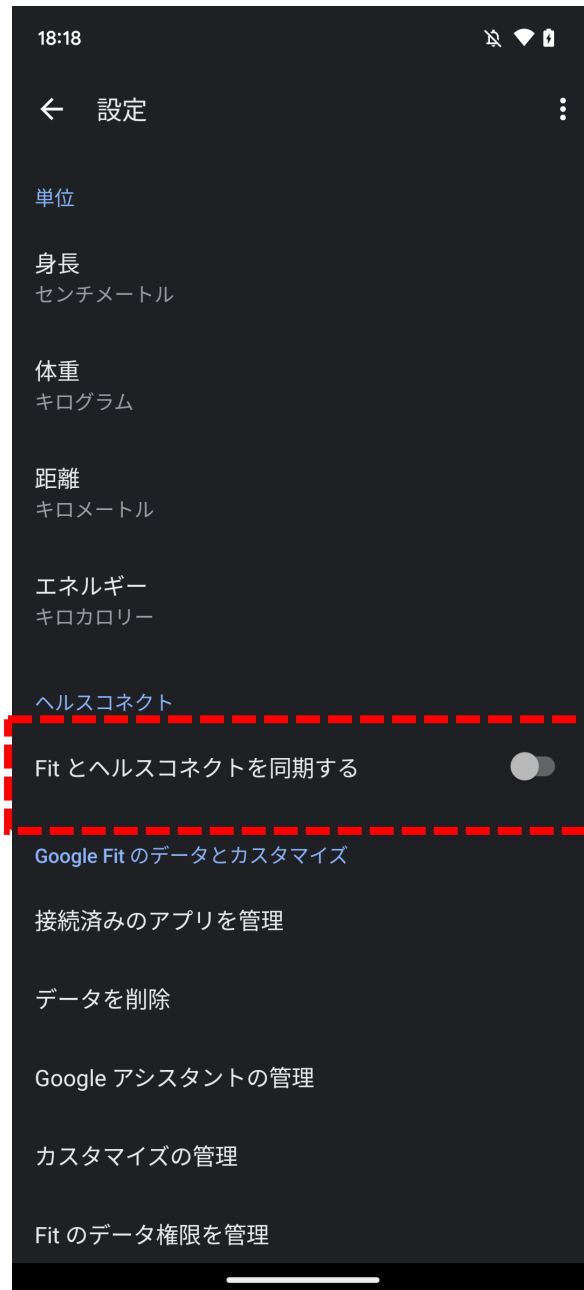 18:18
設定
単位
身長
センチメートル
体重
キログラム
距離
キロメートル
エネルギー
キロカロリー
ヘルスコネクト
Fit とヘルスコネクトを同期する
Google Fit のデータとカスタマイズ
接続済みのアプリを管理
データを削除
Google アシスタントの管理
カスタマイズの管理
Fit のデータ権限を管理